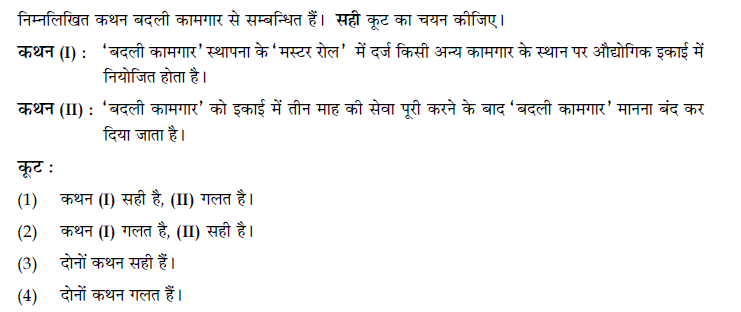 निम्नलिखित कथन बदली कामगार से सम्बन्धित हैं। सही कूट का चयन कीजिए।
कथन (I) : ‘बदली कामगार’ स्थापना के ‘मस्टर रोल’ में दर्ज किसी अन्य कामगार के स्थान पर औद्योगिक इकाई में
नियोजित होता है।
कथन (II) : ‘बदली कामगार’ को इकाई में तीन माह की सेवा पूरी करने के बाद ‘बदली कामगार’ मानना बंद कर
दिया जाता है।
कूट :
(1) कथन (I) सही है, (II) गलत है।
(2) कथन (I) गलत है, (II) सही है।
(3) दोनों कथन सही हैं।
(4) दोनों कथन गलत हैं।